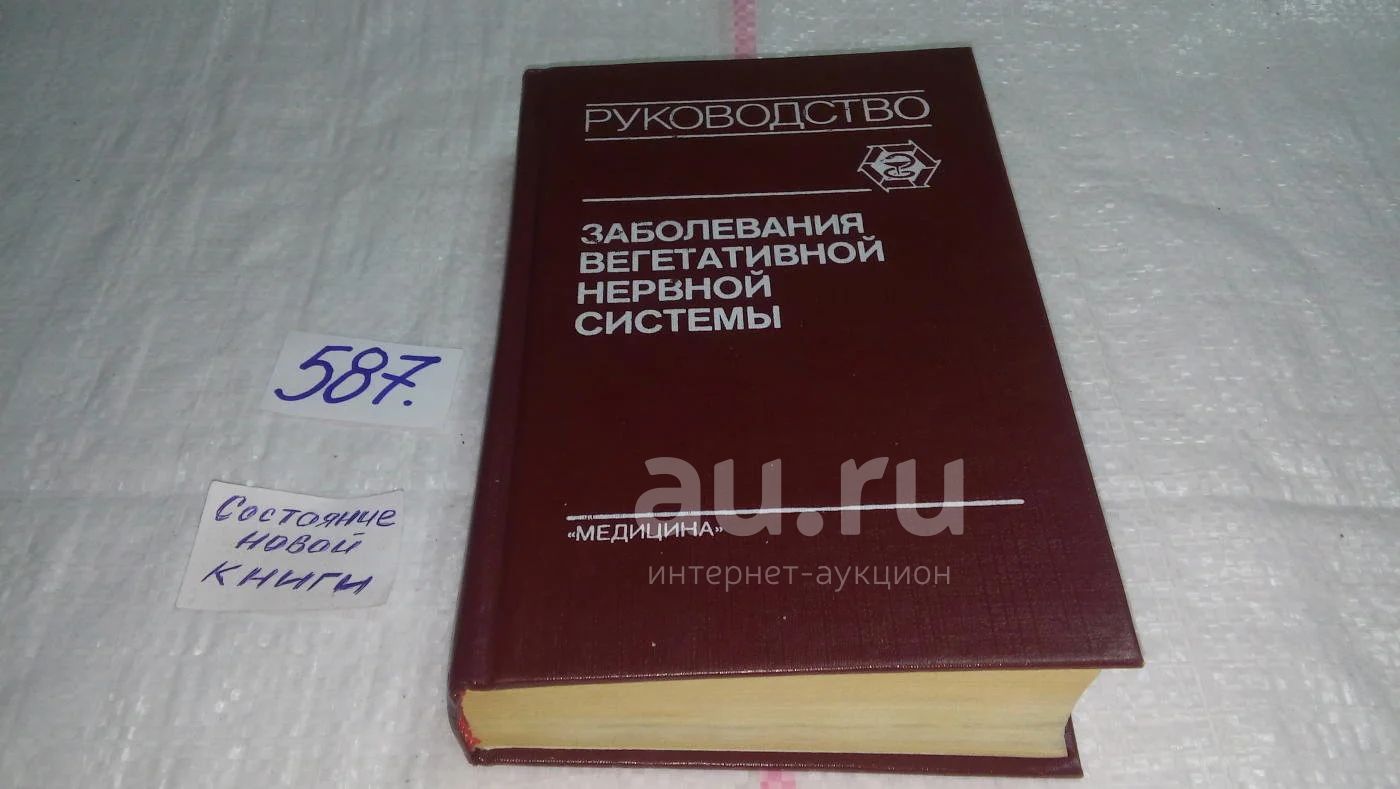 РУКОВОДСТВО
ЗАБОЛЕВАНИЯ
ВЕГЕТАТИВНОЙ
НЕРВНОЙ
СИСТЕМЫ
587.
Состояние
новой
книги
au.ru
«МЕДИЦИНА»
интернет-аукцион